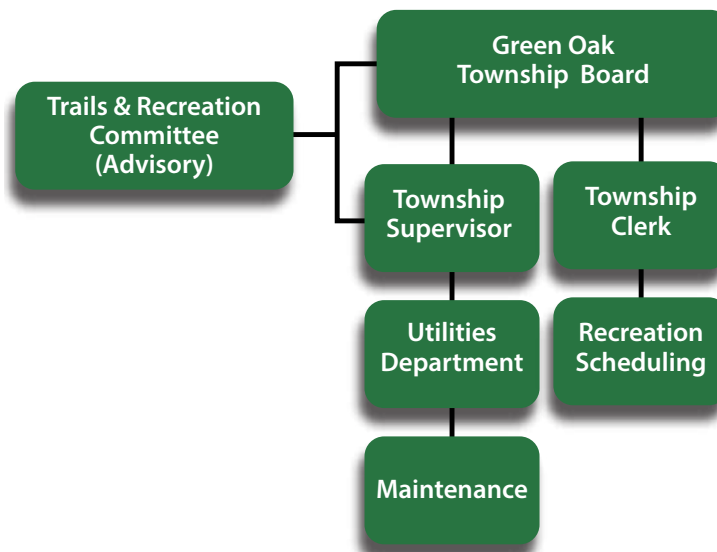 Green Oak
Township Board
Trails & Recreation
Committee
(Advisory)
Township
Supervisor
Township
Clerk
Utilities
Department
Recreation
Scheduling
Maintenance